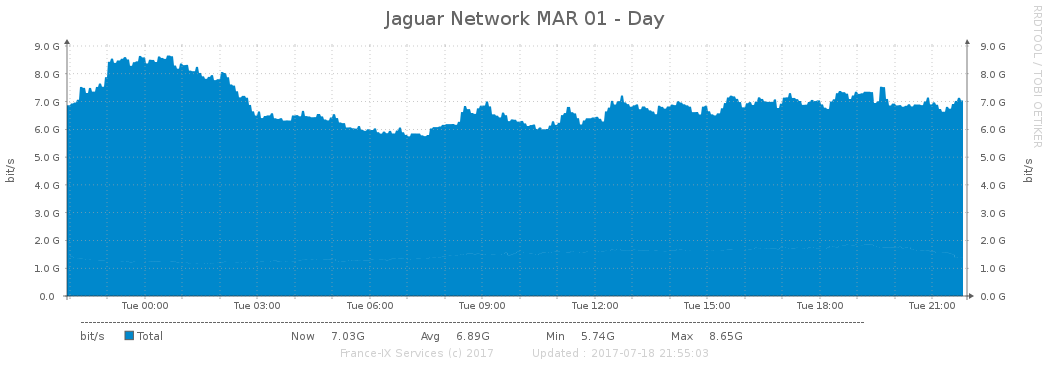 Jaguar Network MAR 01 - Day
RRDTOOL / TOBI OETIKER
9.0 G 9.0 G
8.0 G 8.0 G
7.0 G 7.0 G
6.0 G 6.0 G
5.0 G 5.0 G
4.0 G 4.0 G
3.0 G 3.0 G
2.0 G 2.0 G
1.0 G 1.0 G
0.0 0.0 G
bit/s
bit/s
Tue 00:00 Tue 03:00 Tue 06:00 Tue 09:00 Tue 12:00 Tue 15:00 Tue 18:00 Tue 21:00
bit/s Total Now 7.03G Avg 6.89G Min 5.74G Max 8.65G
France-IX Services (c) 2017 Updated : 2017-07-18 21:55:03